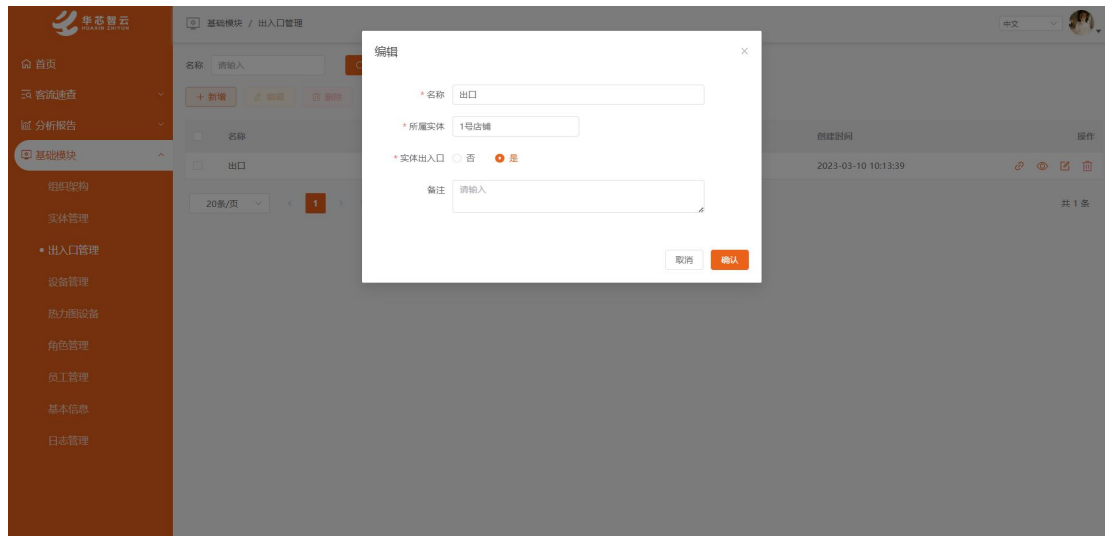 华芯智云
HUAXIN ZHIYUN
基础模块 / 出入口管理
中文
首页
客流速查
分析报告
基础模块
组织架构
实体管理
出入口管理
设备管理
热力图设备
角色管理
员工管理
基本信息
日志管理
名称 请输入
+ 新增 编辑 删除
名称 创建时间 操作
出口 2023-03-10 10:13:39
20条/页 1 共 1 条
编辑
* 名称 出口
* 所属实体 1号店铺
* 实体出入口 否 是
备注 请输入
取消 确认